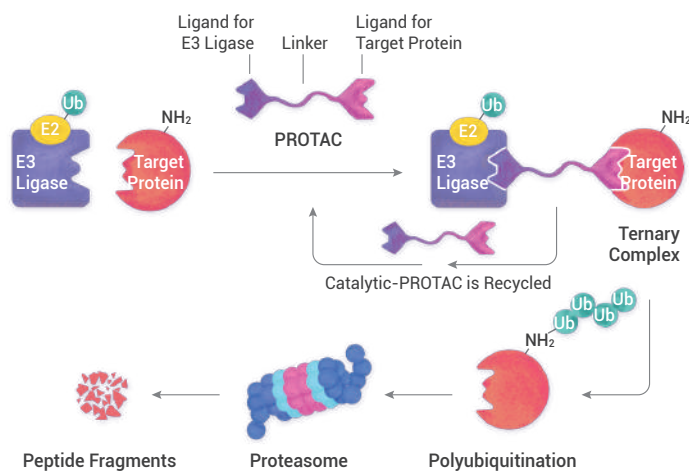 Ligand for
E3 Ligase
Linker
Ligand for
Target Protein
PROTAC
Ub
E2
E3
Ligase
NH2
Target
Protein
Ub
E2
E3
Ligase
NH2
Target
Protein
Ternary
Complex
Catalytic-PROTAC is Recycled
Ub
Ub
Ub
Ub
NH2
Peptide Fragments
Proteasome
Polyubiquitination